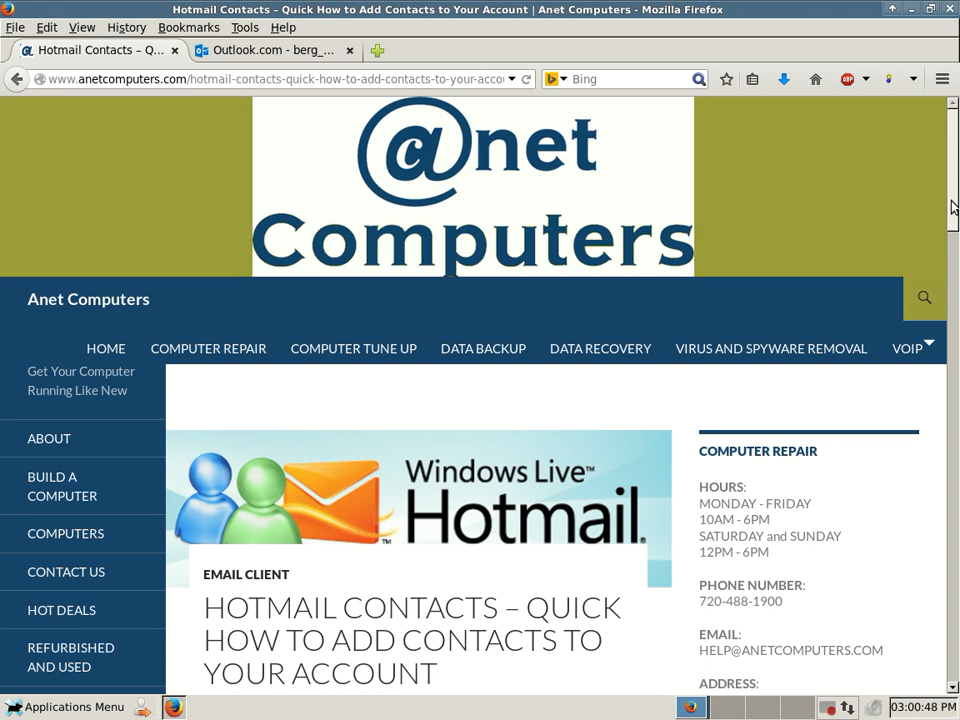 Hotmail Contacts – Quick How to Add Contacts to Your Account | Anet Computers - Mozilla Firefox
File Edit View History Bookmarks Tools Help
Hotmail Contacts – Q...
Outlook.com - berg_...
www.anetcomputers.com/hotmail-contacts-quick-how-to-add-contacts-to-your-accou
Bing
ABP
@net
Computers
Anet Computers
HOME COMPUTER REPAIR COMPUTER TUNE UP DATA BACKUP DATA RECOVERY VIRUS AND SPYWARE REMOVAL VOIP
Get Your Computer
Running Like New
ABOUT
BUILD A
COMPUTER
COMPUTERS
CONTACT US
HOT DEALS
REFURBISHED
AND USED
Windows Live™
Hotmail.
EMAIL CLIENT
HOTMAIL CONTACTS – QUICK
HOW TO ADD CONTACTS TO
YOUR ACCOUNT
COMPUTER REPAIR
HOURS:
MONDAY - FRIDAY
10AM - 6PM
SATURDAY and SUNDAY
12PM - 6PM
PHONE NUMBER:
720-488-1900
EMAIL:
HELP@ANETCOMPUTERS.COM
ADDRESS:
Applications Menu
03:00:48 PM